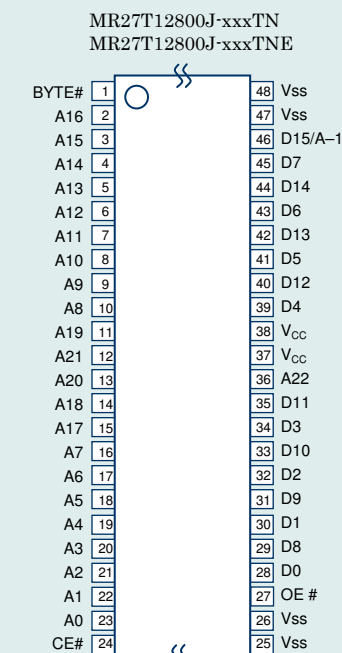 MR27T12800J-xxxTN
MR27T12800J-xxxTNE
BYTE# 1 48 Vss
A16 2 47 Vss
A15 3 46 D15/A–1
A14 4 45 D7
A13 5 44 D14
A12 6 43 D6
A11 7 42 D13
A10 8 41 D5
A9 9 40 D12
A8 10 39 D4
A19 11 38 VCC
A21 12 37 VCC
A20 13 36 A22
A18 14 35 D11
A17 15 34 D3
A7 16 33 D10
A6 17 32 D2
A5 18 31 D9
A4 19 30 D1
A3 20 29 D8
A2 21 28 D0
A1 22 27 OE #
A0 23 26 Vss
CE# 24 25 Vss